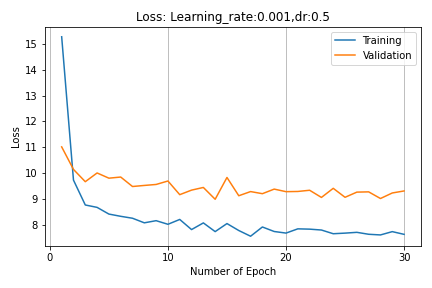 Loss: Learning_rate:0.001,dr:0.5
Training
Validation
15
14
13
12
11
10
9
8
Loss
0 10 20 30
Number of Epoch